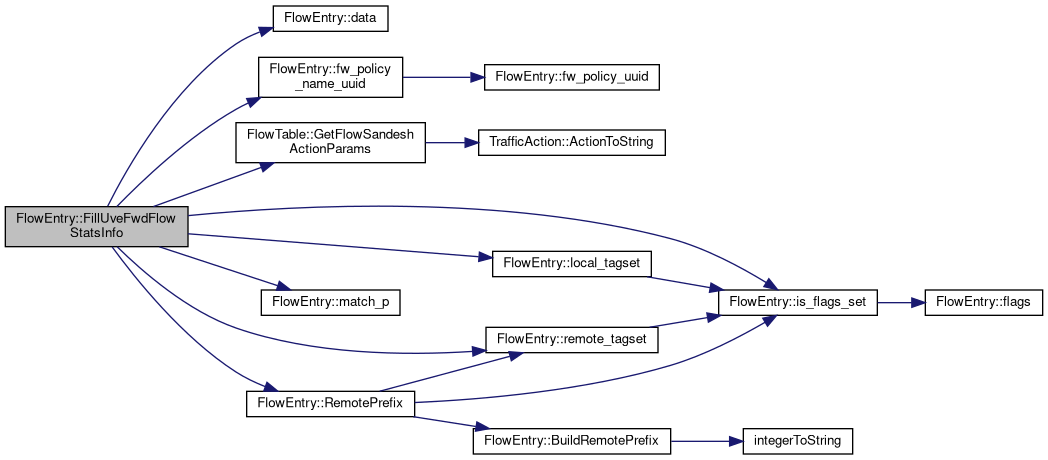 FlowEntry::data
FlowEntry::fw_policy
_name_uuid
FlowEntry::fw_policy_uuid
FlowTable::GetFlowSandesh
ActionParams
TrafficAction::ActionToString
FlowEntry::FillUveFwdFlow
StatsInfo
FlowEntry::local_tagset
FlowEntry::match_p
FlowEntry::is_flags_set
FlowEntry::flags
FlowEntry::remote_tagset
FlowEntry::RemotePrefix
FlowEntry::BuildRemotePrefix
integerToString